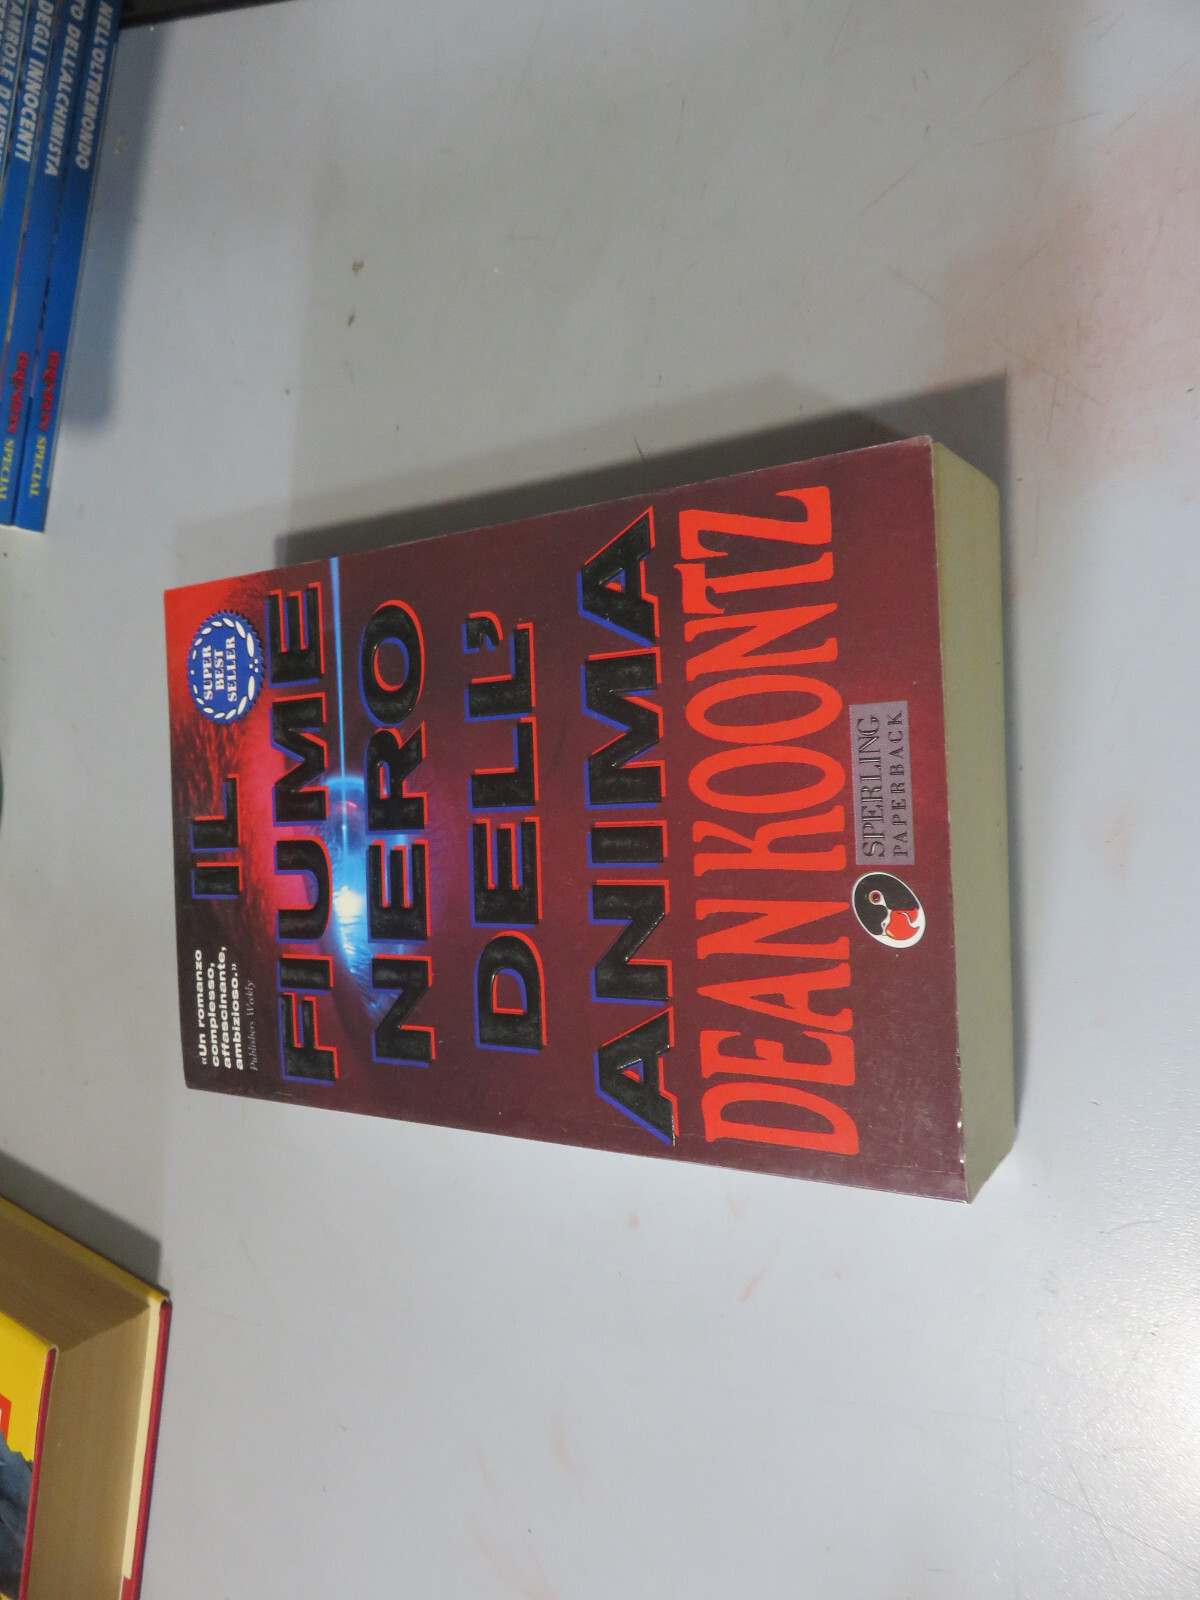 «Un romanzo
complesso,
affascinante,
ambizioso.»
Publishers Weekly
SUPER
BEST
SELLER
IL
FIUME
NERO
DELL'
ANIMA
DEAN KOONTZ
SPERLING
PAPERBACK
NELL'OLTREMONDO
TO DELL'ALCHIMISTA
SPECIAL
DEGLI INNOCENTI
SPECIAL